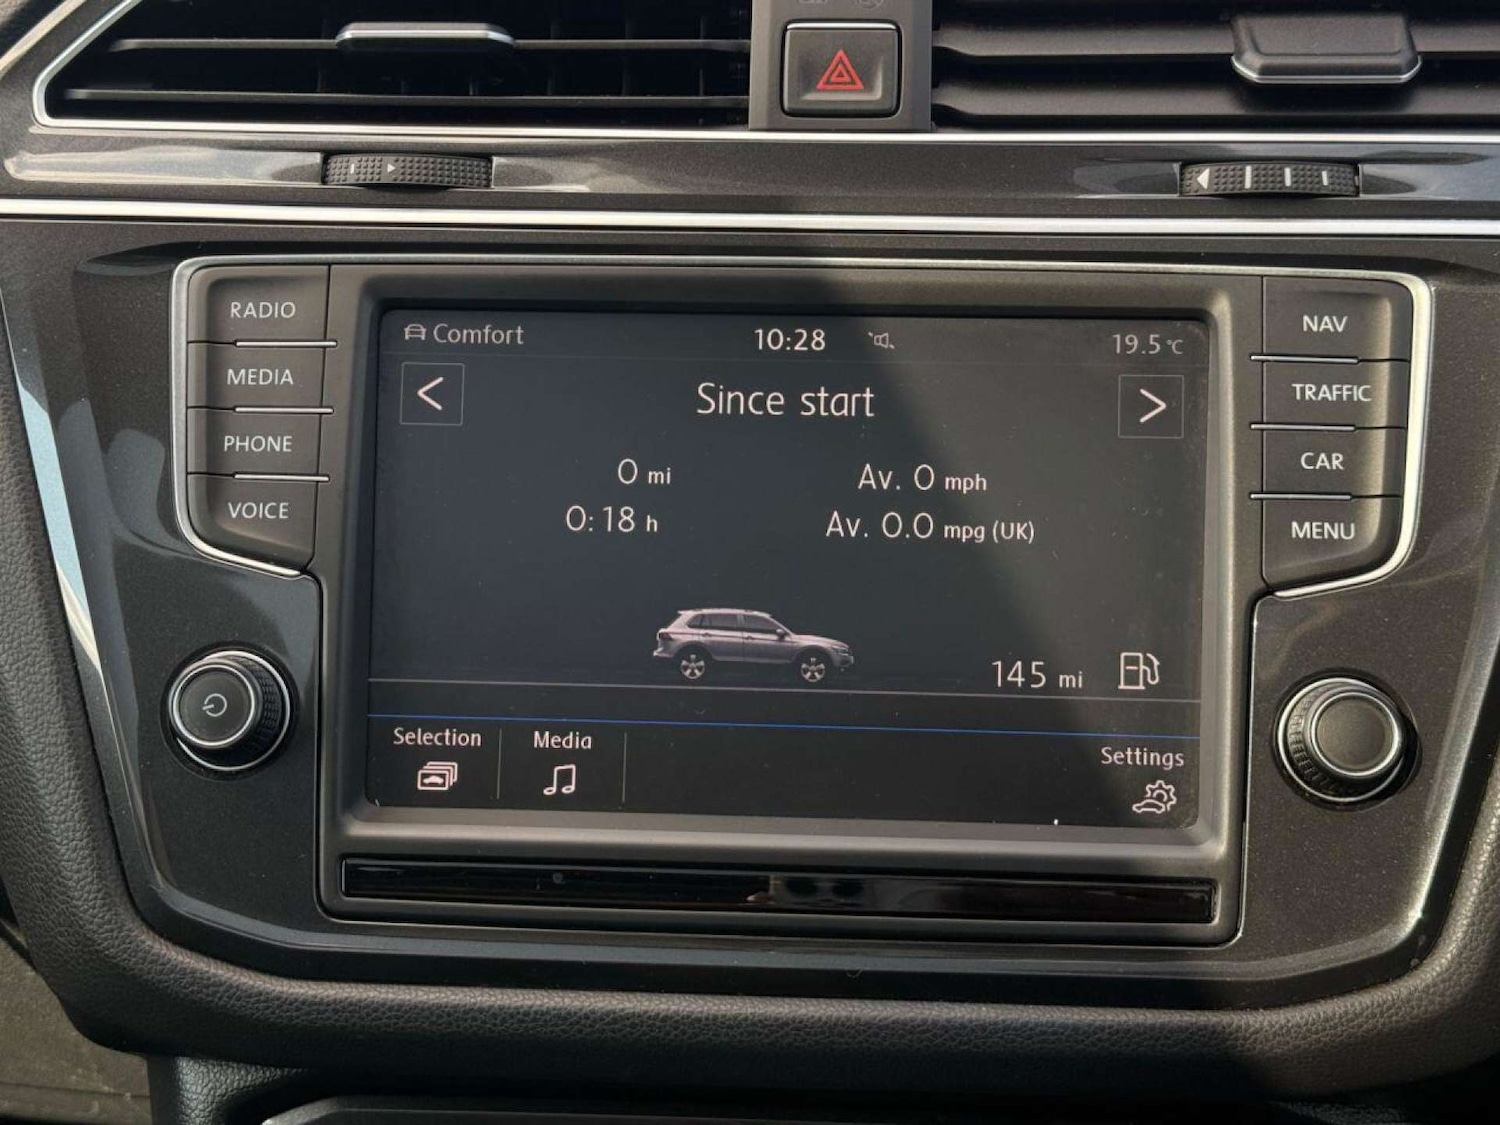 RADIO
MEDIA
PHONE
VOICE
Comfort
10:28
19.5 °C
<
Since start
>
0 mi
Av. 0 mph
0:18 h
Av. 0.0 mpg (UK)
145 mi
Selection
Media
Settings
NAV
TRAFFIC
CAR
MENU